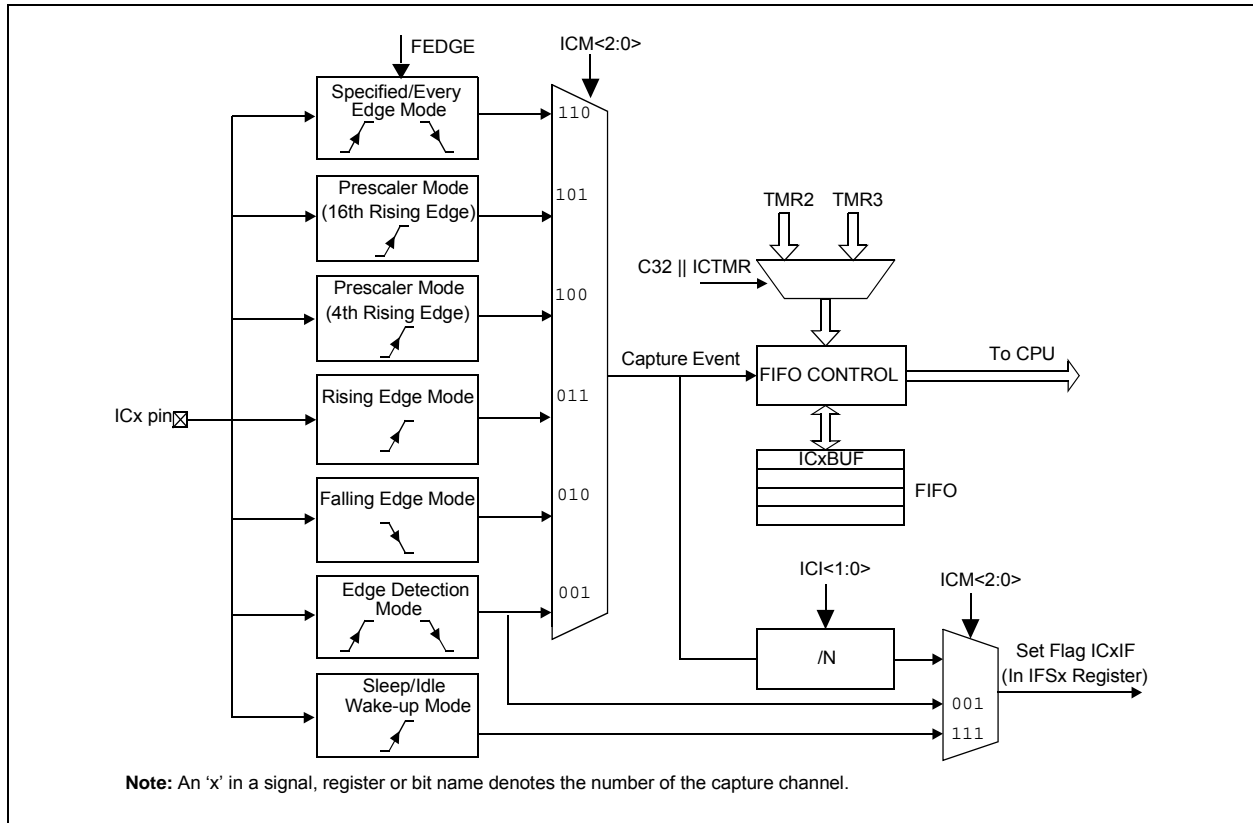 FEDGE
ICM<2:0>
Specified/Every
Edge Mode
110
Prescaler Mode
(16th Rising Edge)
101
TMR2
TMR3
C32 || ICTMR
Prescaler Mode
(4th Rising Edge)
100
Capture Event
FIFO CONTROL
To CPU
ICx pin
Rising Edge Mode
011
ICxBUF
FIFO
Falling Edge Mode
010
Edge Detection
Mode
001
ICI<1:0>
ICM<2:0>
/N
Set Flag ICxIF
(In IFSx Register)
001
111
Sleep/Idle
Wake-up Mode
Note: An ‘x’ in a signal, register or bit name denotes the number of the capture channel.